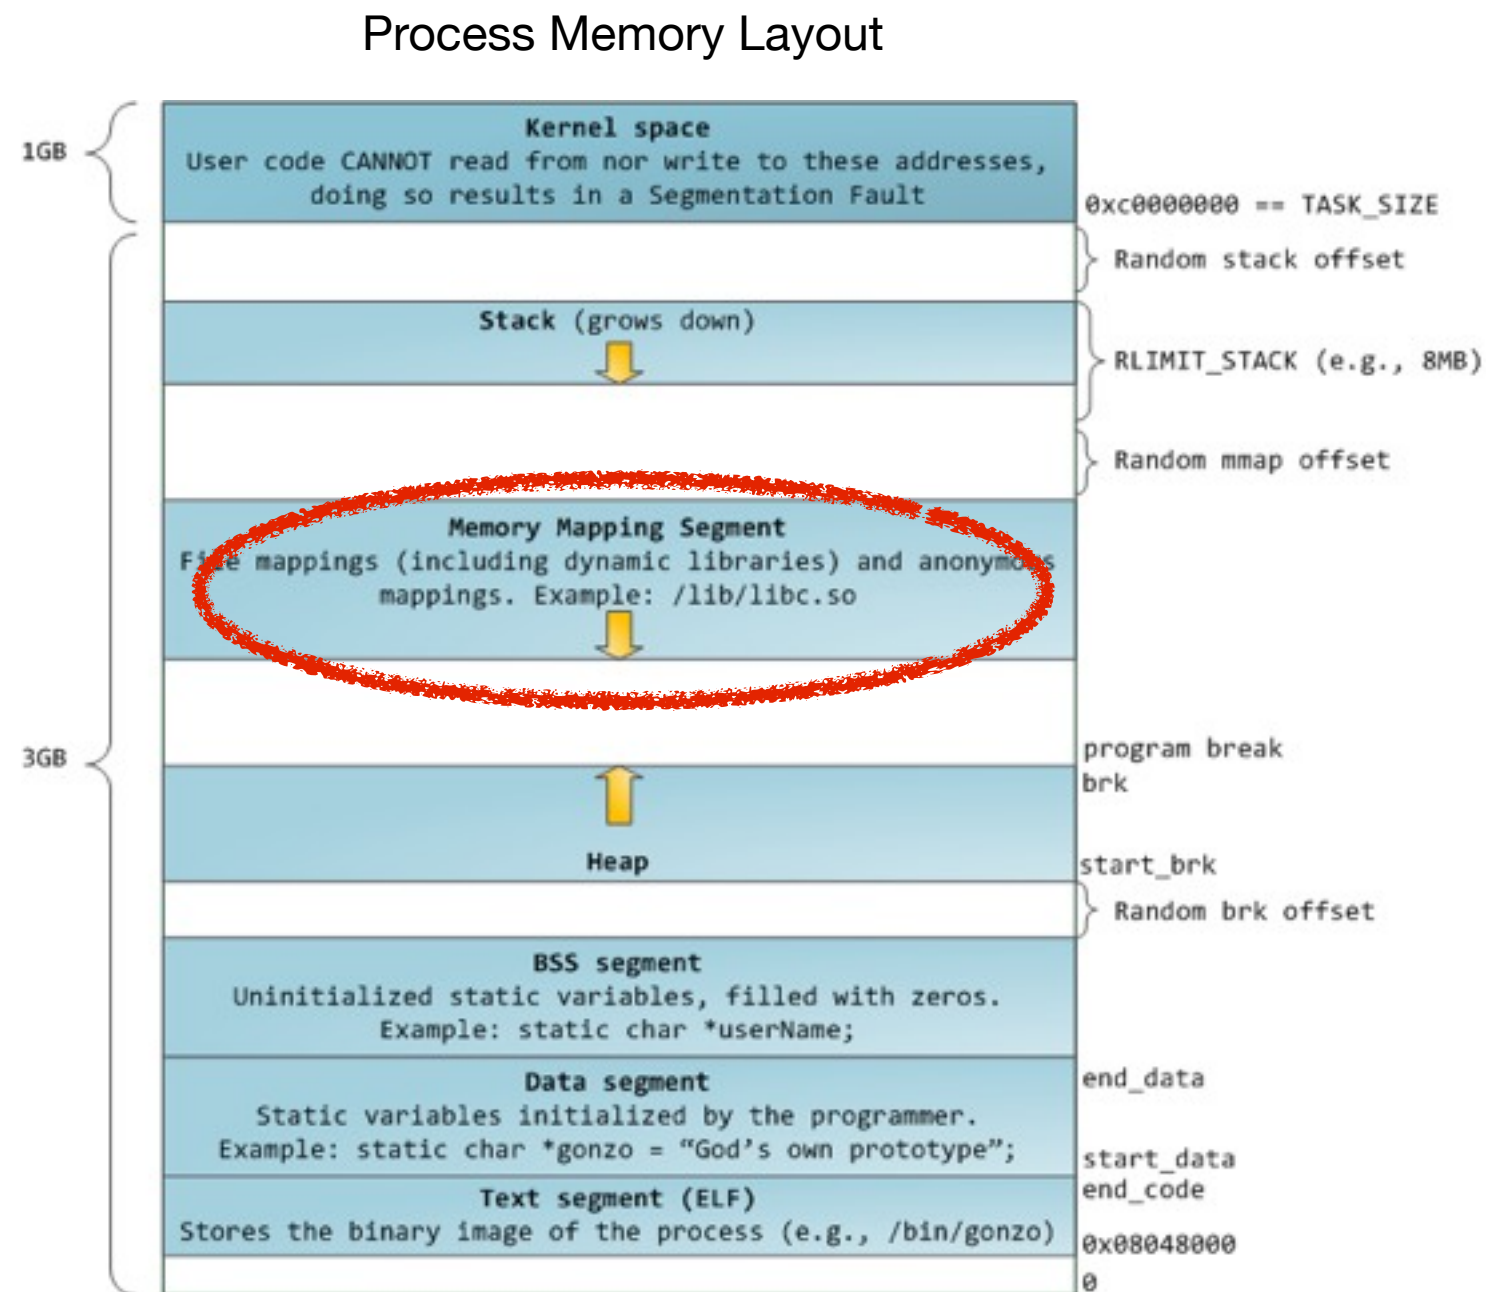 Process Memory Layout
1GB
Kernel space
User code CANNOT read from nor write to these addresses,
doing so results in a Segmentation Fault
0xc0000000 == TASK_SIZE
Random stack offset
Stack (grows down)
RLIMIT_STACK (e.g., 8MB)
Random mmap offset
Memory Mapping Segment
File mappings (including dynamic libraries) and anonymous
mappings. Example: /lib/libc.so
3GB
program break
brk
Heap
start_brk
Random brk offset
BSS segment
Uninitialized static variables, filled with zeros.
Example: static char *userName;
Data segment
end_data
Static variables initialized by the programmer.
Example: static char *gonzo = “God’s own prototype”;
start_data
end_code
Text segment (ELF)
Stores the binary image of the process (e.g., /bin/gonzo)
0x08048000
0